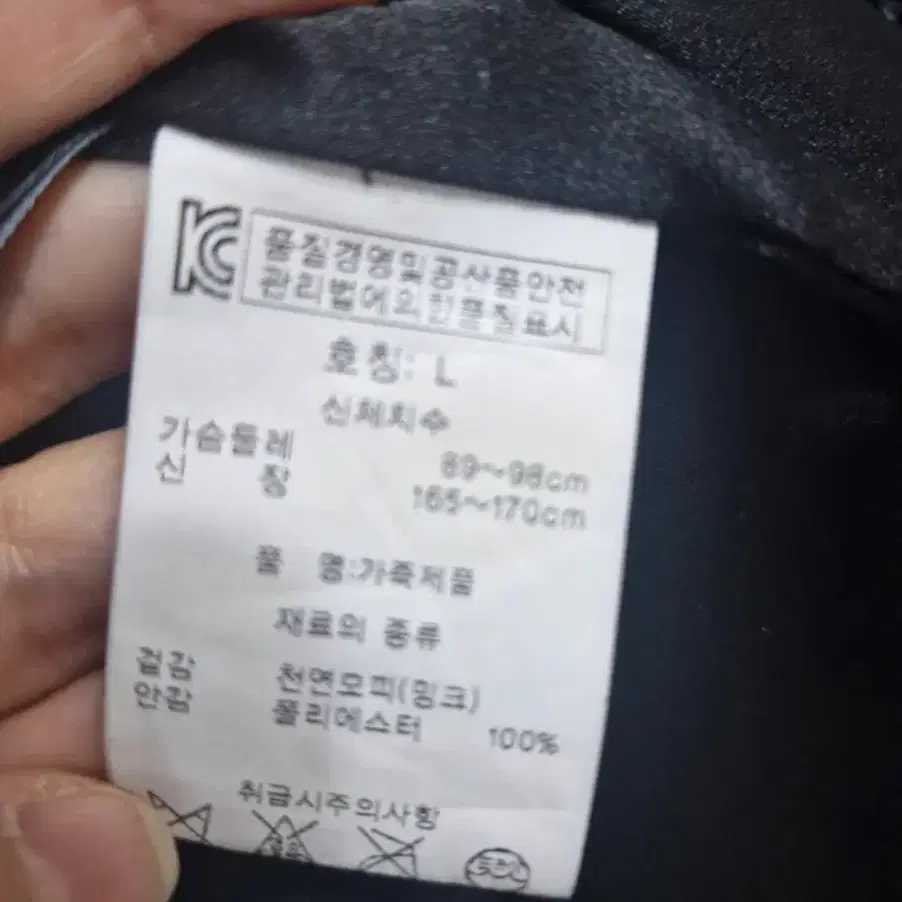 KC
품질경영및공산품안전
관리법에의한품질표시
호칭: L
신체치수
가슴둘레 89~98cm
신 장 165~170cm
품 명:가죽제품
재료의 종류
겉감 천연모피(밍크)
안감 폴리에스터 100%
취급시주의사항